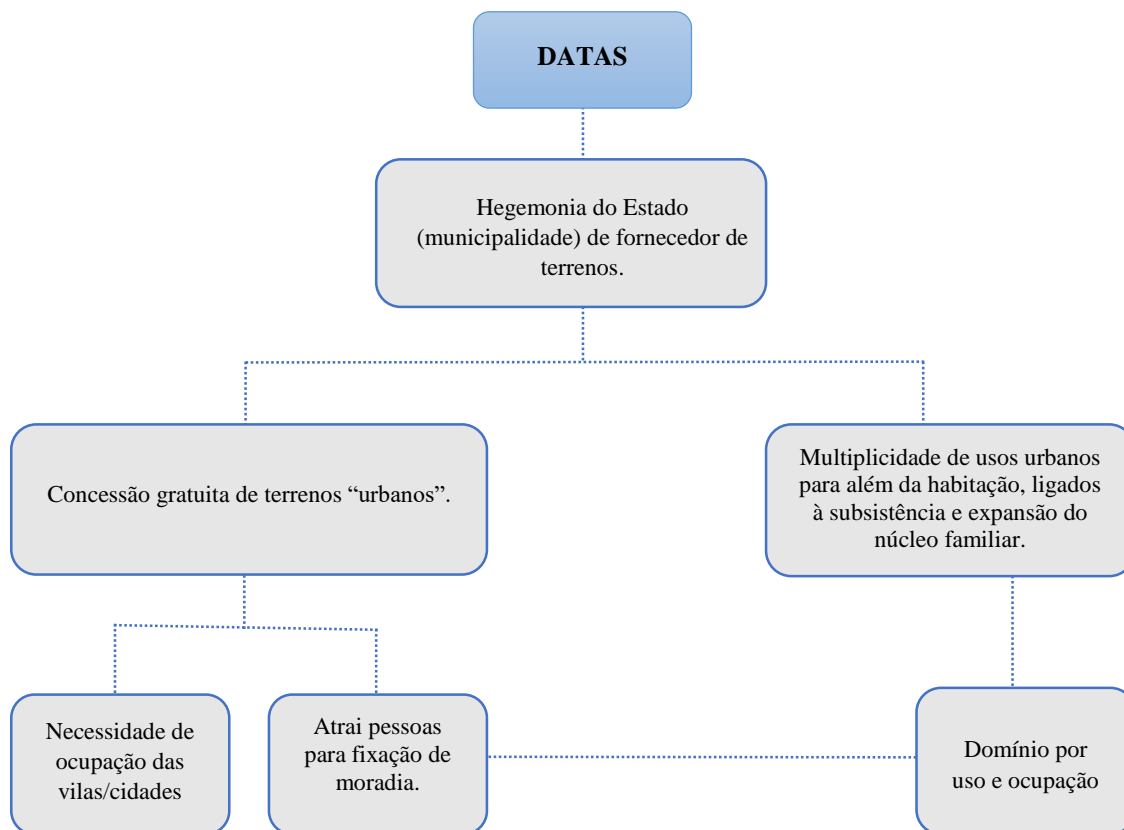 DATAS
Hegemonia do Estado
(municipalidade) de fornecedor de
terrenos.
Concessão gratuita de terrenos “urbanos”.
Multiplicidade de usos urbanos
para além da habitação, ligados
à subsistência e expansão do
núcleo familiar.
Necessidade de
ocupação das
vilas/cidades
Atrai pessoas
para fixação de
moradia.
Domínio por
uso e ocupação